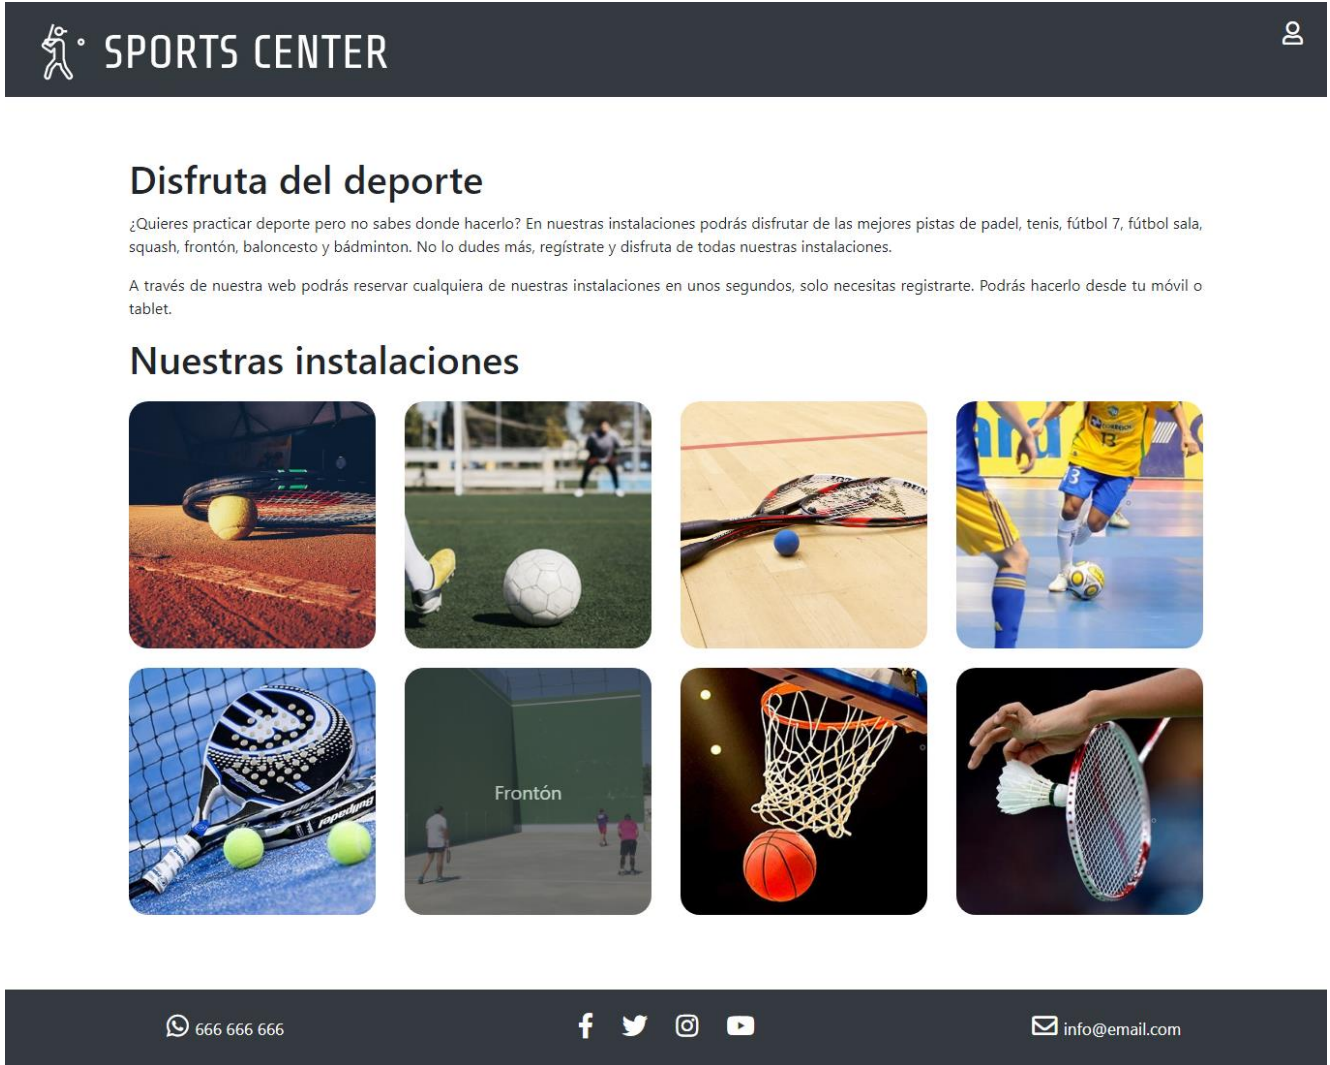 SPORTS CENTER
Disfruta del deporte
¿Quieres practicar deporte pero no sabes donde hacerlo? En nuestras instalaciones podrás disfrutar de las mejores pistas de padel, tenis, fútbol 7, fútbol sala,
squash, frontón, baloncesto y bádminton. No lo dudes más, regístrate y disfruta de todas nuestras instalaciones.
A través de nuestra web podrás reservar cualquiera de nuestras instalaciones en unos segundos, solo necesitas registrarte. Podrás hacerlo desde tu móvil o
tablet.
Nuestras instalaciones
13
3
Bullpadel
Frontón
666 666 666
info@email.com